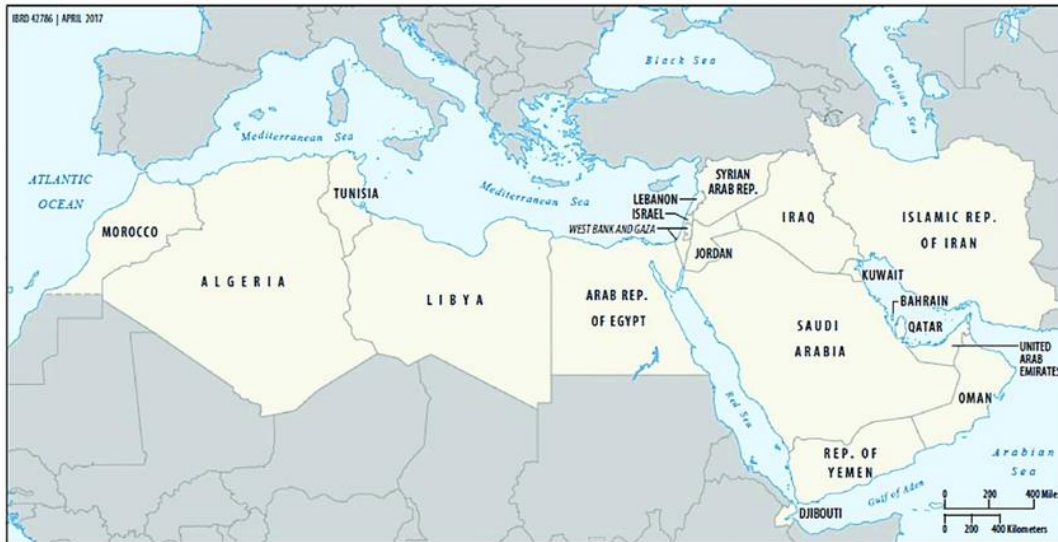 IBRD 42786 | APRIL 2017
Black Sea
Caspian Sea
Mediterranean Sea
ATLANTIC
OCEAN
TUNISIA
Mediterranean Sea
SYRIAN
ARAB REP.
LEBANON
ISRAEL
WEST BANK AND GAZA
IRAQ
ISLAMIC REP.
OF IRAN
MOROCCO
JORDAN
ALGERIA
LIBYA
ARAB REP.
OF EGYPT
KUWAIT
BAHRAIN
QATAR
SAUDI
ARABIA
UNITED
ARAB
EMIRATES
OMAN
Red Sea
REP. OF
YEMEN
Arabian
Sea
Gulf of Aden
DJIBOUTI
0 200 400 Miles
0 200 400 Kilometers